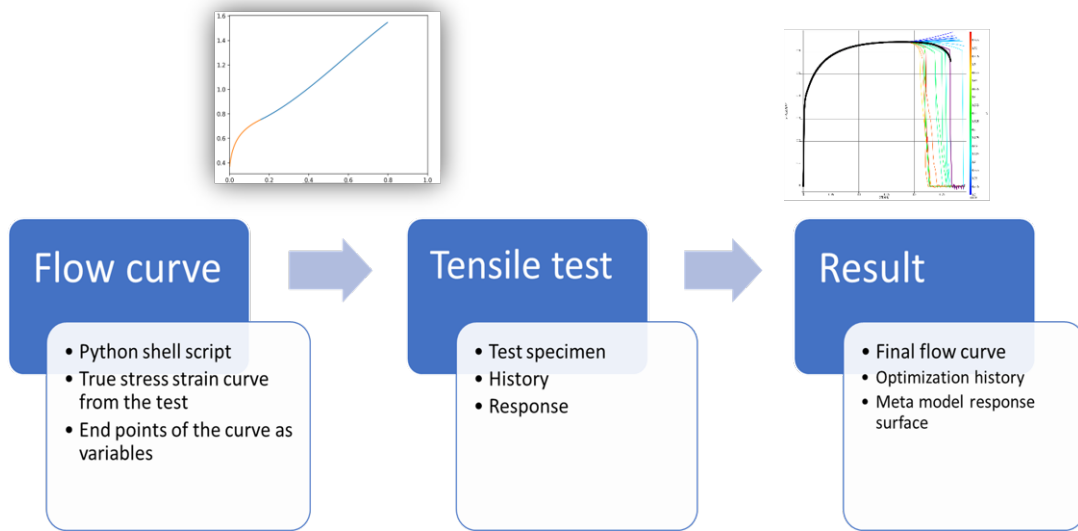 1.6
1.4
1.2
1.0
0.8
0.6
0.4
0.0
0.2
0.4
0.6
0.8
1.0
Flow curve
• Python shell script
• True stress strain curve
from the test
• End points of the curve as
variables
Tensile test
• Test specimen
• History
• Response
Result
• Final flow curve
• Optimization history
• Meta model response
surface